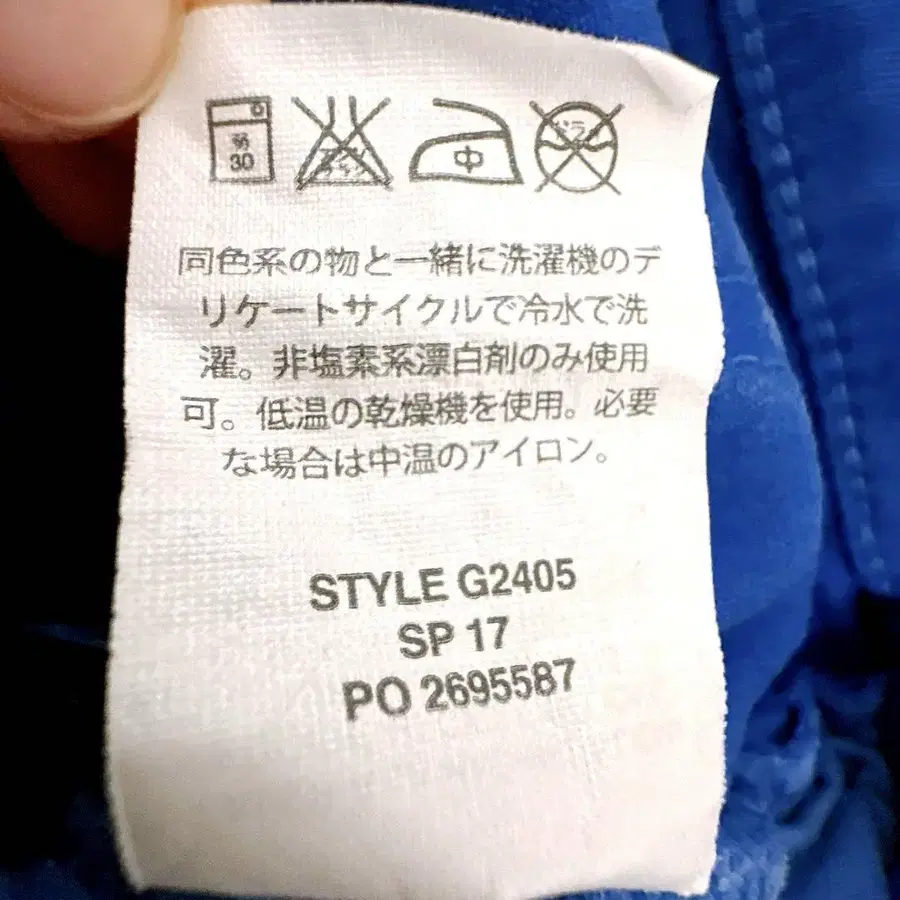 弱
30
中
ドライ
同色系の物と一緒に洗濯機のデ
リケートサイクルで冷水で洗
濯。非塩素系漂白剤のみ使用
可。低温の乾燥機を使用。必要
な場合は中温のアイロン。
STYLE G2405
SP 17
PO 2695587